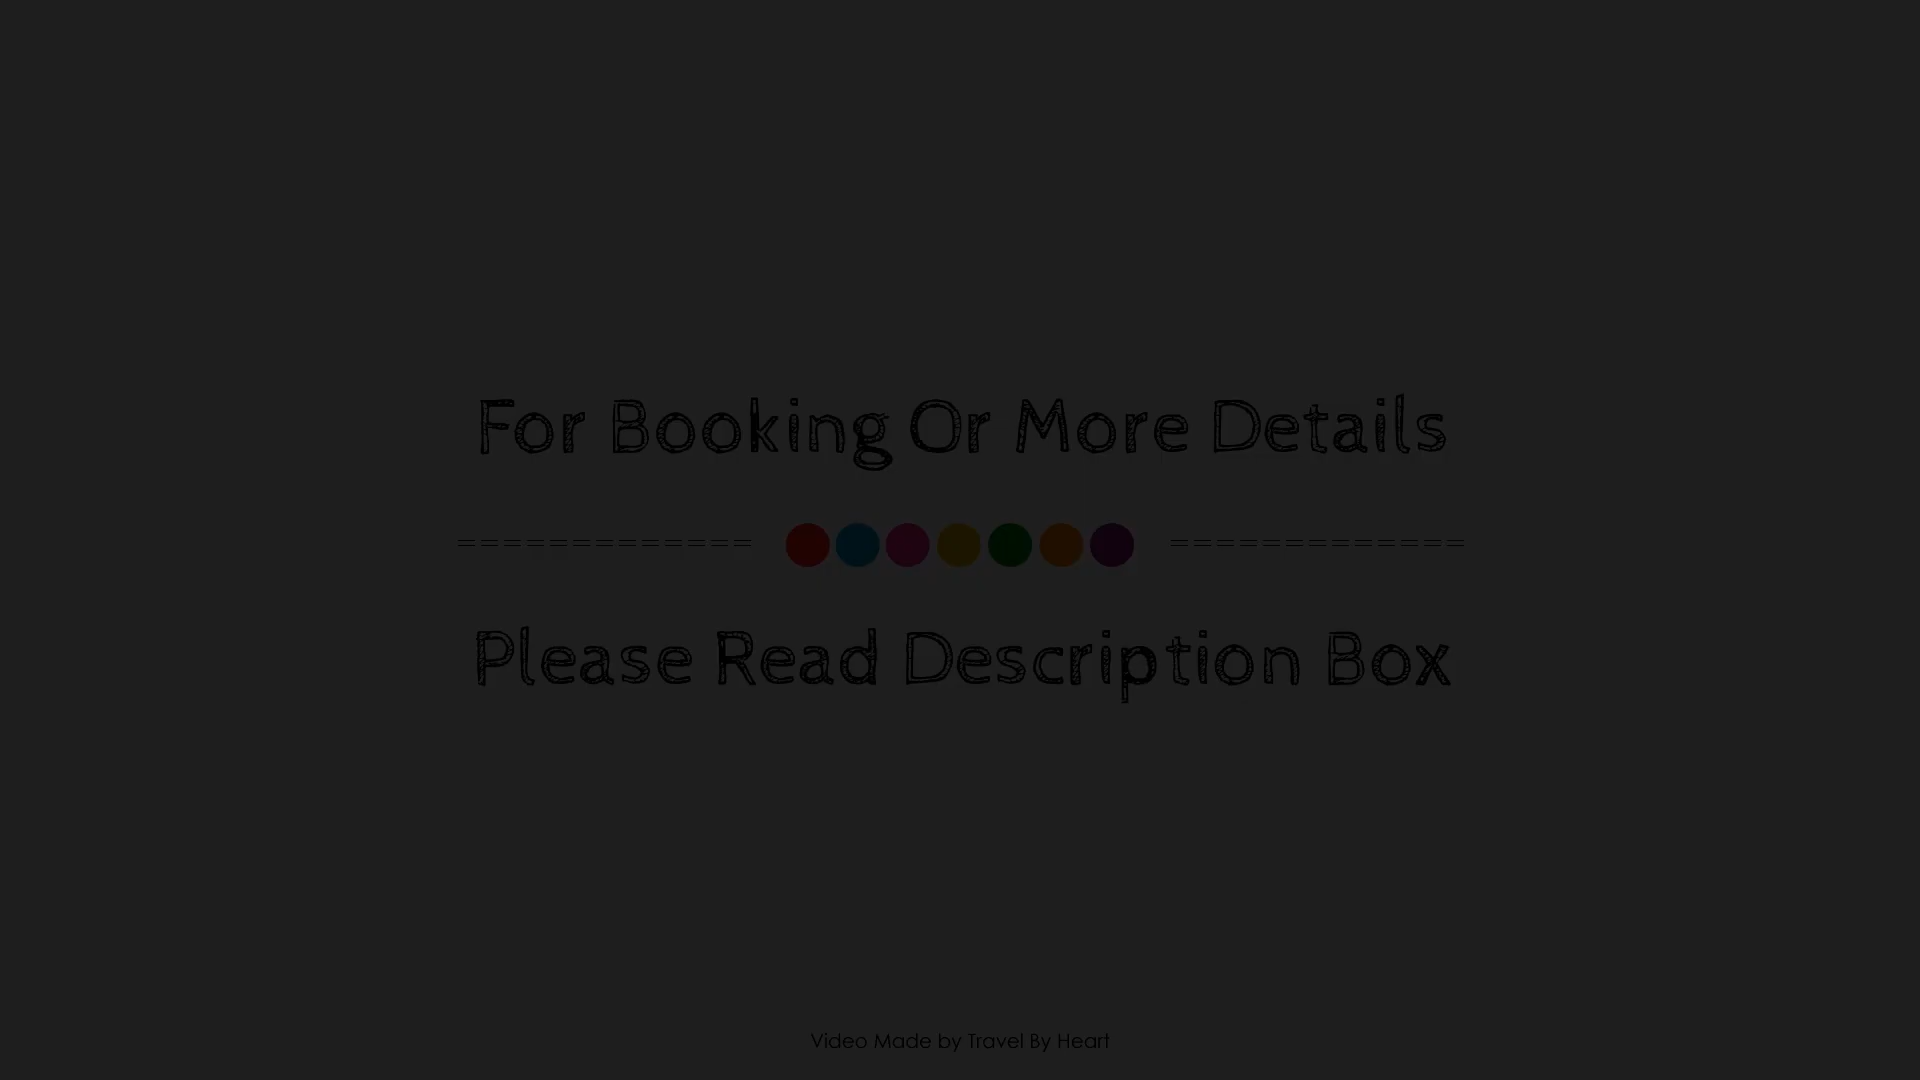 For Booking Or More Details
============= =============
Please Read Description Box
Video Made by Travel By Heart